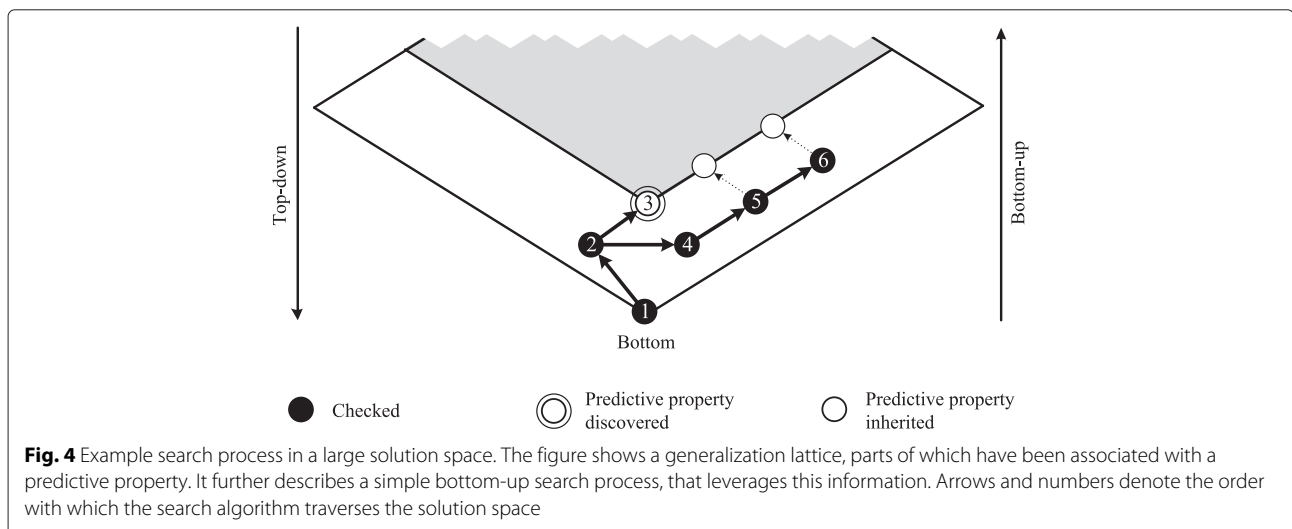 Top-down
Bottom-up
6
3
5
2
4
1
Bottom
Checked
Predictive property
discovered
Predictive property
inherited
Fig. 4 Example search process in a large solution space. The figure shows a generalization lattice, parts of which have been associated with a
predictive property. It further describes a simple bottom-up search process, that leverages this information. Arrows and numbers denote the order
with which the search algorithm traverses the solution space